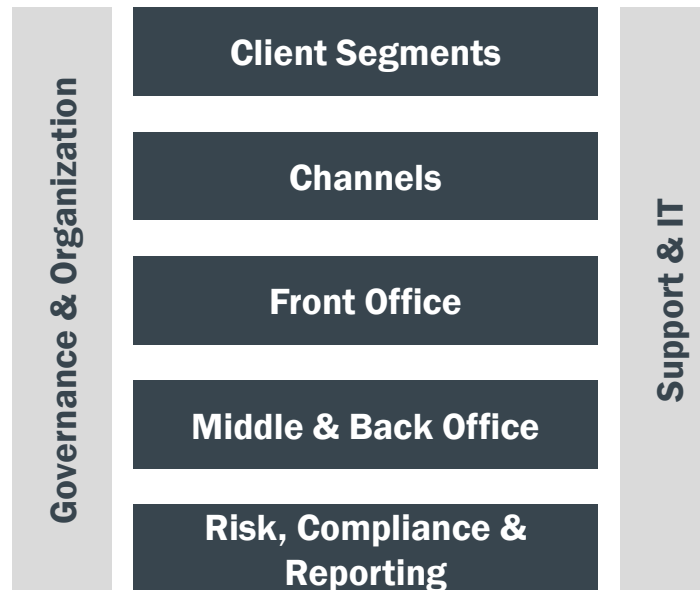 Governance & Organization
Client Segments
Channels
Front Office
Middle & Back Office
Risk, Compliance &
Reporting
Support & IT